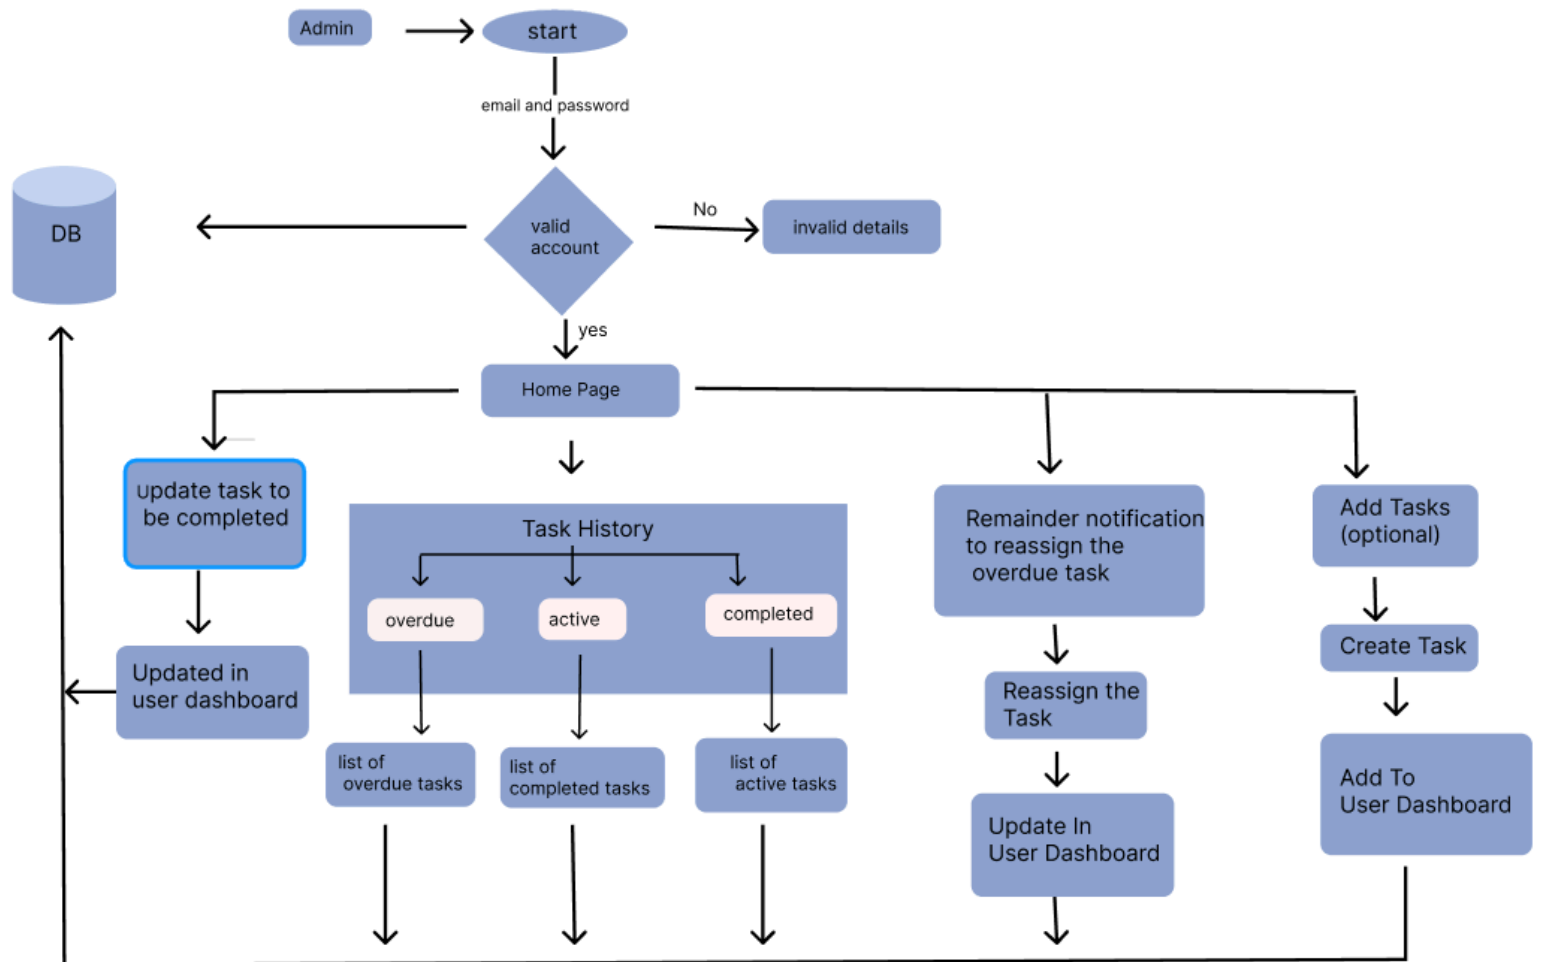 Admin
start
email and password
DB
valid
account
No
invalid details
yes
Home Page
update task to
be completed
Task History
Remainder notification
to reassign the
overdue task
Add Tasks
(optional)
overdue
active
completed
Create Task
Updated in
user dashboard
Reassign the
Task
list of
overdue tasks
list of
completed tasks
list of
active tasks
Add To
User Dashboard
Update In
User Dashboard